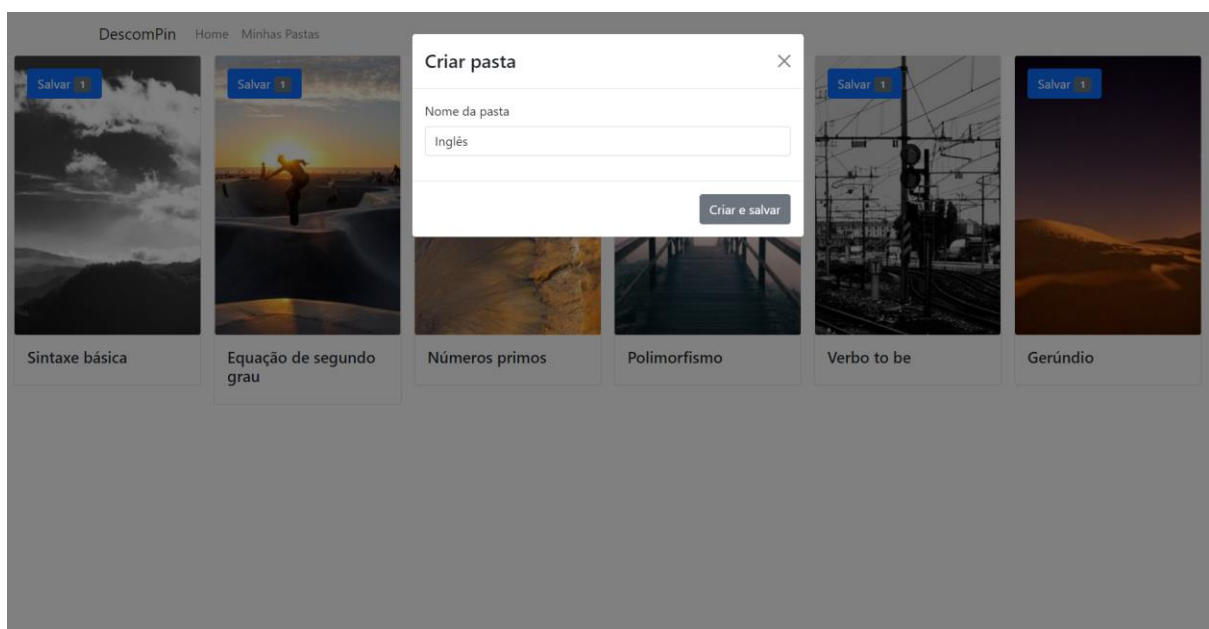 DescomPin Home Minhas Pastas
Criar pasta
Nome da pasta
Inglês
Criar e salvar
Salvar 1
Salvar 1
Salvar 1
Salvar 1
Sintaxe básica
Equação de segundo
grau
Números primos
Polimorfismo
Verbo to be
Gerúndio